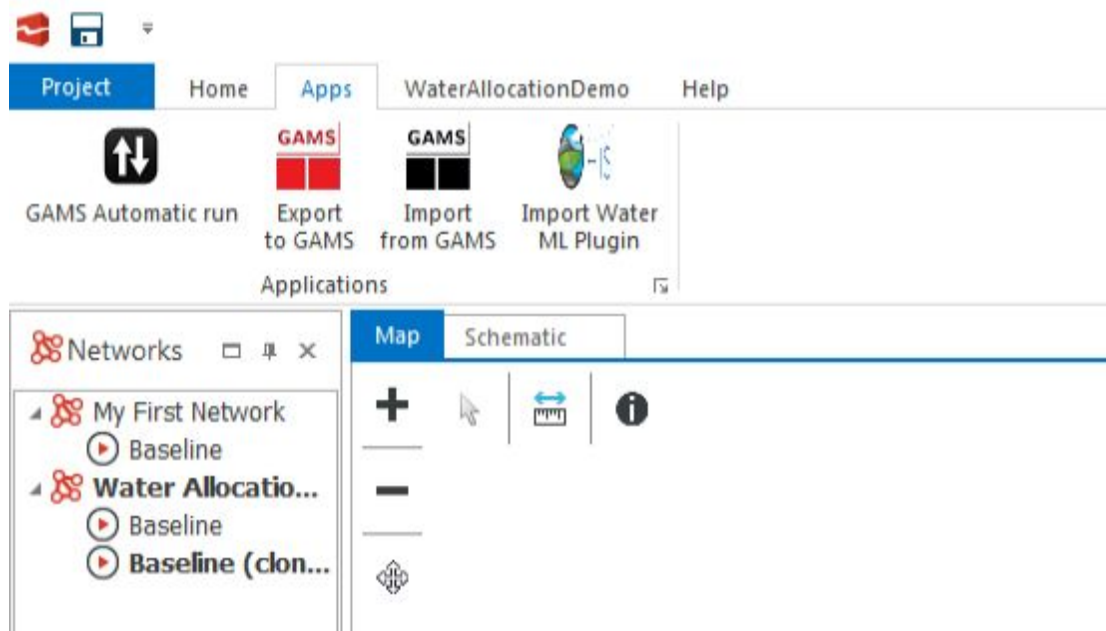 Project Home Apps WaterAllocationDemo Help
GAMS GAMS
GAMS Automatic run Export Import Import Water
to GAMS from GAMS ML Plugin
Applications
Networks
Map Schematic
My First Network
Baseline
Water Allocatio...
Baseline
Baseline (clon...